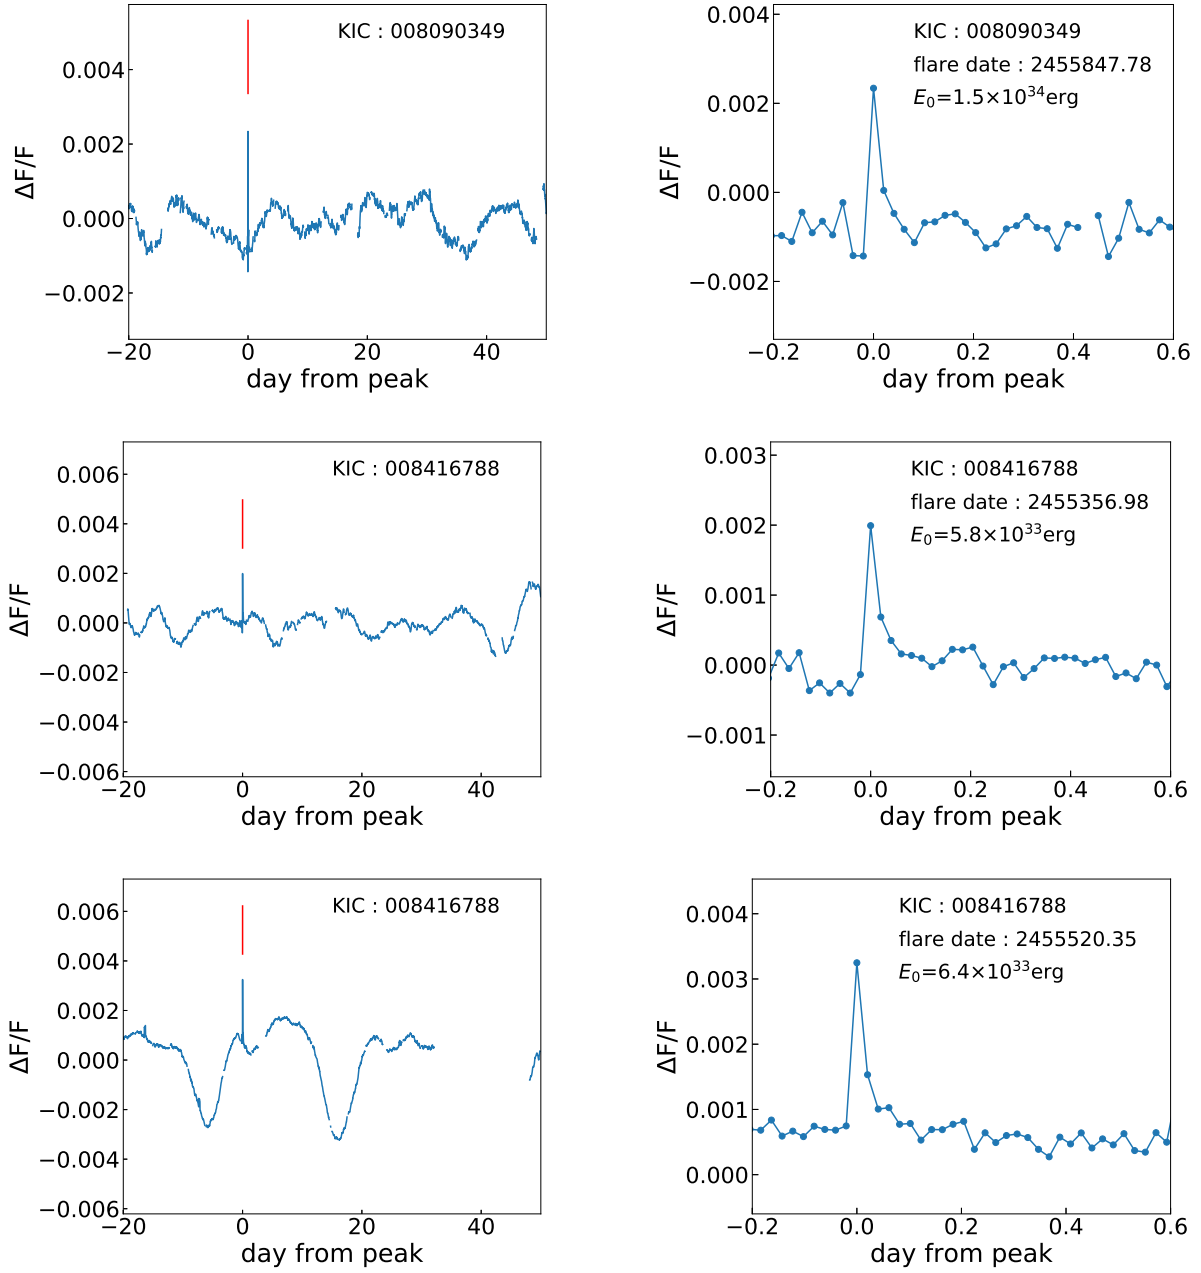 KIC : 008090349
0.004
0.002
0.000
−0.002
ΔF/F
−20 0 20 40
day from peak
KIC : 008090349
flare date : 2455847.78
E₀=1.5×10³⁴erg
0.004
0.002
0.000
−0.002
ΔF/F
−0.2 0.0 0.2 0.4 0.6
day from peak
KIC : 008416788
0.006
0.004
0.002
0.000
−0.002
−0.004
−0.006
ΔF/F
−20 0 20 40
day from peak
KIC : 008416788
flare date : 2455356.98
E₀=5.8×10³³erg
0.003
0.002
0.001
0.000
−0.001
ΔF/F
−0.2 0.0 0.2 0.4 0.6
day from peak
KIC : 008416788
0.006
0.004
0.002
0.000
−0.002
−0.004
−0.006
ΔF/F
−20 0 20 40
day from peak
KIC : 008416788
flare date : 2455520.35
E₀=6.4×10³³erg
0.004
0.003
0.002
0.001
0.000
ΔF/F
−0.2 0.0 0.2 0.4 0.6
day from peak